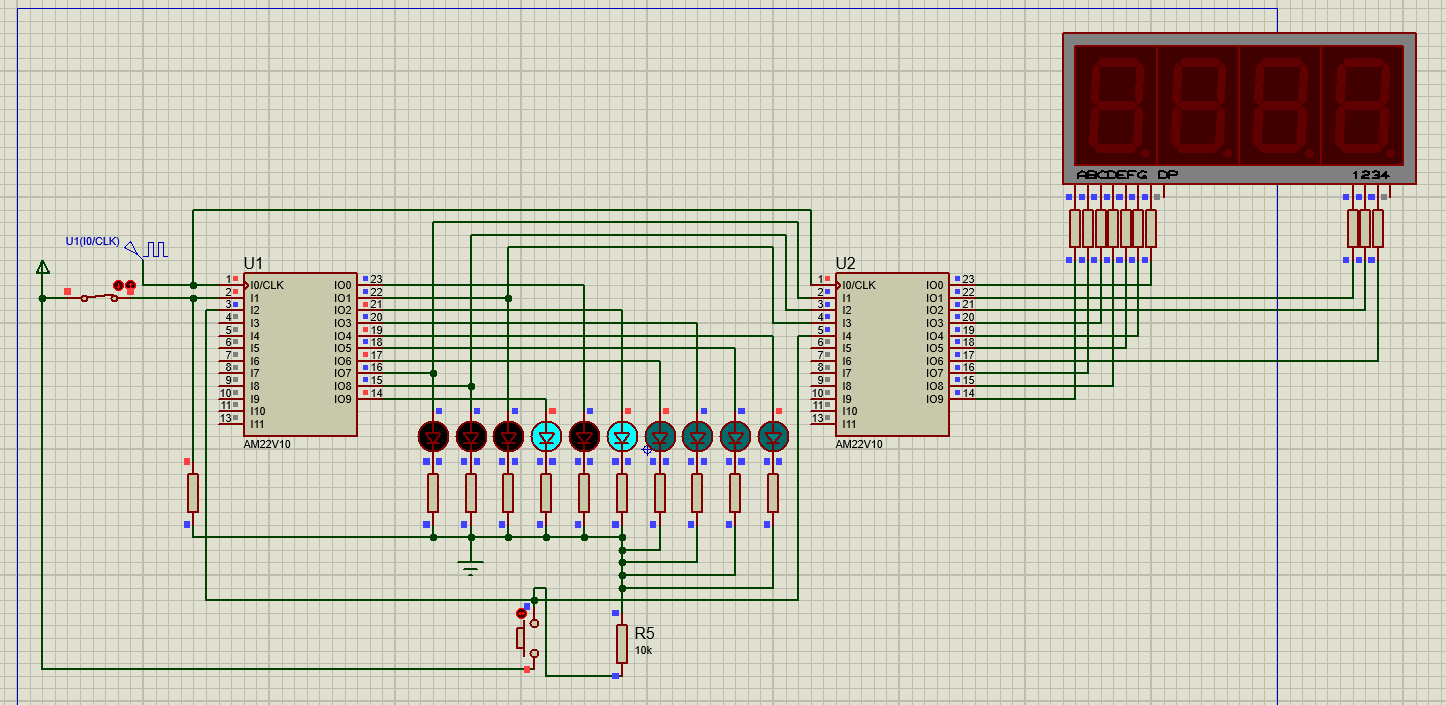 ABCDEFG DP
1234
U1(I0/CLK)
U1
1 I0/CLK IO0 23
2 I1 IO1 22
3 I2 IO2 21
4 I3 IO3 20
5 I4 IO4 19
6 I5 IO5 18
7 I6 IO6 17
8 I7 IO7 16
9 I8 IO8 15
10 I9 IO9 14
11 I10
13 I11
AM22V10
U2
1 I0/CLK IO0 23
2 I1 IO1 22
3 I2 IO2 21
4 I3 IO3 20
5 I4 IO4 19
6 I5 IO5 18
7 I6 IO6 17
8 I7 IO7 16
9 I8 IO8 15
10 I9 IO9 14
11 I10
13 I11
AM22V10
R5
10k